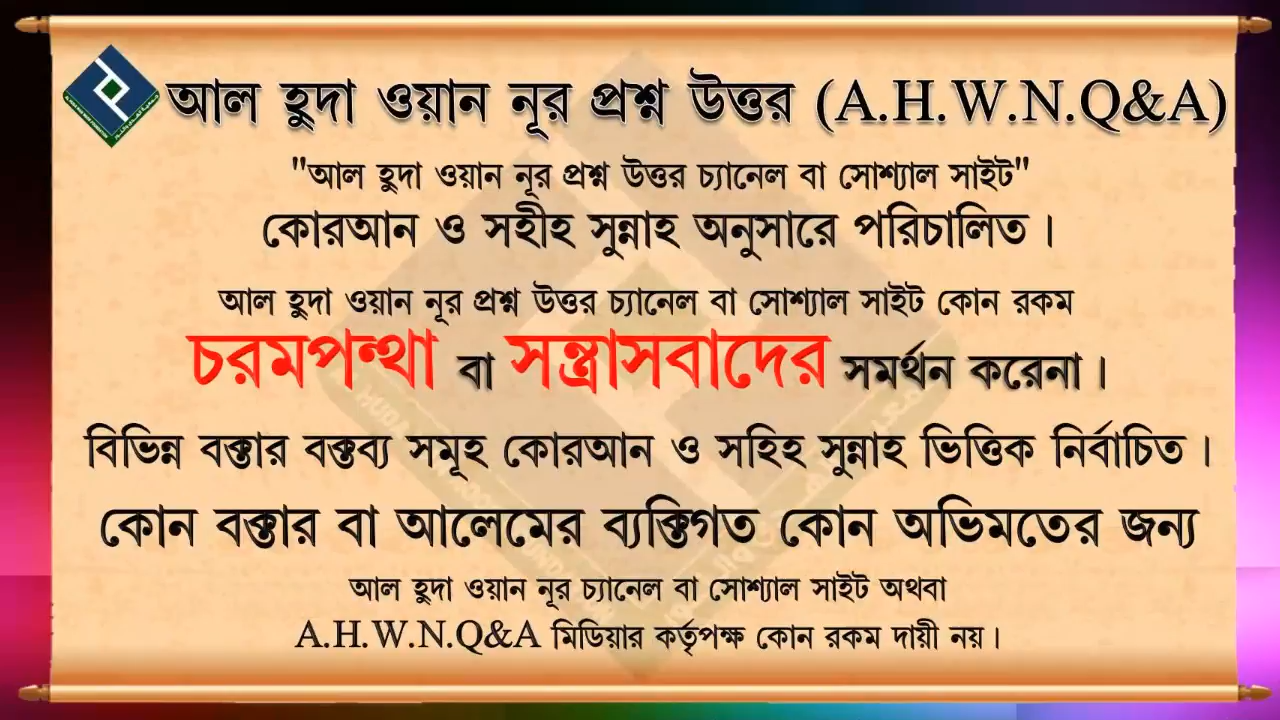 আল হুদা ওয়ান নূর প্রশ্ন উত্তর (A.H.W.N.Q&A)
"আল হুদা ওয়ান নূর প্রশ্ন উত্তর চ্যানেল বা সোশ্যাল সাইট"
কোরআন ও সহীহ সুন্নাহ অনুসারে পরিচালিত।
আল হুদা ওয়ান নূর প্রশ্ন উত্তর চ্যানেল বা সোশ্যাল সাইট কোন রকম
চরমপন্থা বা সন্ত্রাসবাদের সমর্থন করেনা।
বিভিন্ন বক্তার বক্তব্য সমূহ কোরআন ও সহিহ সুন্নাহ ভিত্তিক নির্বাচিত।
কোন বক্তার বা আলেমের ব্যক্তিগত কোন অভিমতের জন্য
আল হুদা ওয়ান নূর চ্যানেল বা সোশ্যাল সাইট অথবা
A.H.W.N.Q&A মিডিয়ার কর্তৃপক্ষ কোন রকম দায়ী নয়।